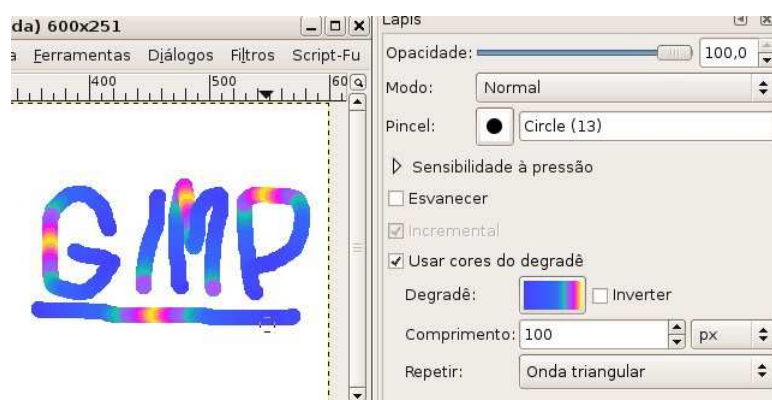 da) 600x251
a Ferramentas Diálogos Filtros Script-Fu
400 500 60
GIMP
Lápis
Opacidade: 100,0
Modo: Normal
Pincel: Circle (13)
Sensibilidade à pressão
Esvanecer
Incremental
Usar cores do degradê
Degradê: Inverter
Comprimento: 100 px
Repetir: Onda triangular